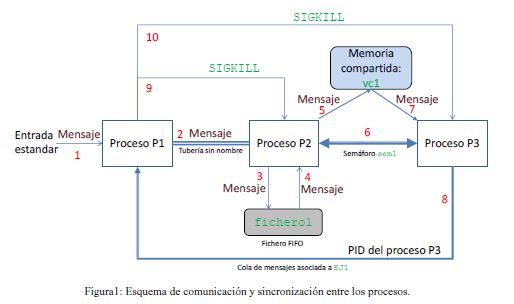 10
SIGKILL
SIGKILL
9
Memoria
compartida:
vc1
Mensaje
5
Mensaje
7
Entrada
estandar
Mensaje
1
Proceso P1
2 Mensaje
Tubería sin nombre
Proceso P2
6
Semáforo sem1
Proceso P3
3
Mensaje
4
Mensaje
8
fichero1
Fichero FIFO
PID del proceso P3
Cola de mensajes asociada a EJ1
Figura1: Esquema de comunicación y sincronización entre los procesos.